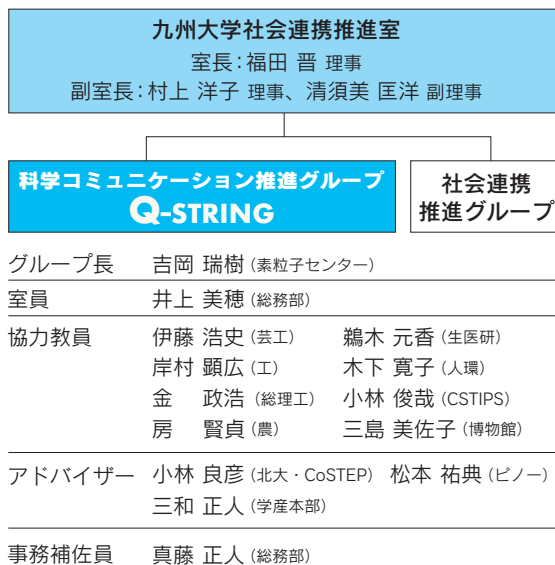 九州大学社会連携推進室
室長：福田 晋 理事
副室長：村上 洋子 理事、清須美 匡洋 副理事
科学コミュニケーション推進グループ
Q-STRING
社会連携
推進グループ
グループ長 吉岡 瑞樹（素粒子センター）
室員 井上 美穂（総務部）
協力教員 伊藤 浩史（芸工） 鵜木 元香（生医研）
岸村 顕広（工） 木下 寛子（人環）
金 政浩（総理工） 小林 俊哉（CSTIPS）
房 賢貞（農） 三島 美佐子（博物館）
アドバイザー 小林 良彦（北大・CoSTEP） 松本 祐典（ピノー）
三和 正人（学産本部）
事務補佐員 真藤 正人（総務部）